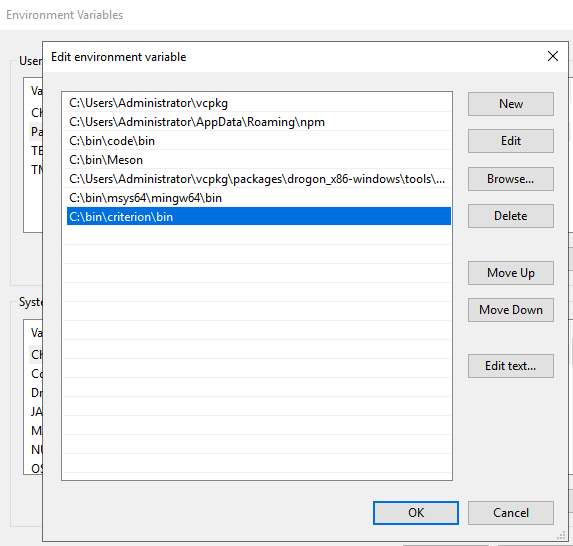 Environment Variables
Edit environment variable
User
Va
C:\Users\Administrator\vcpkg
New
C:\Users\Administrator\AppData\Roaming\npm
Pa
C:\bin\code\bin
Edit
TE
C:\bin\Meson
TM
C:\Users\Administrator\vcpkg\packages\drogon_x86-windows\tools\...
Browse...
C:\bin\msys64\mingw64\bin
C:\bin\criterion\bin
Delete
Move Up
Syste
Move Down
Va
Co
Edit text...
Dr
JA
NU
OS
OK
Cancel